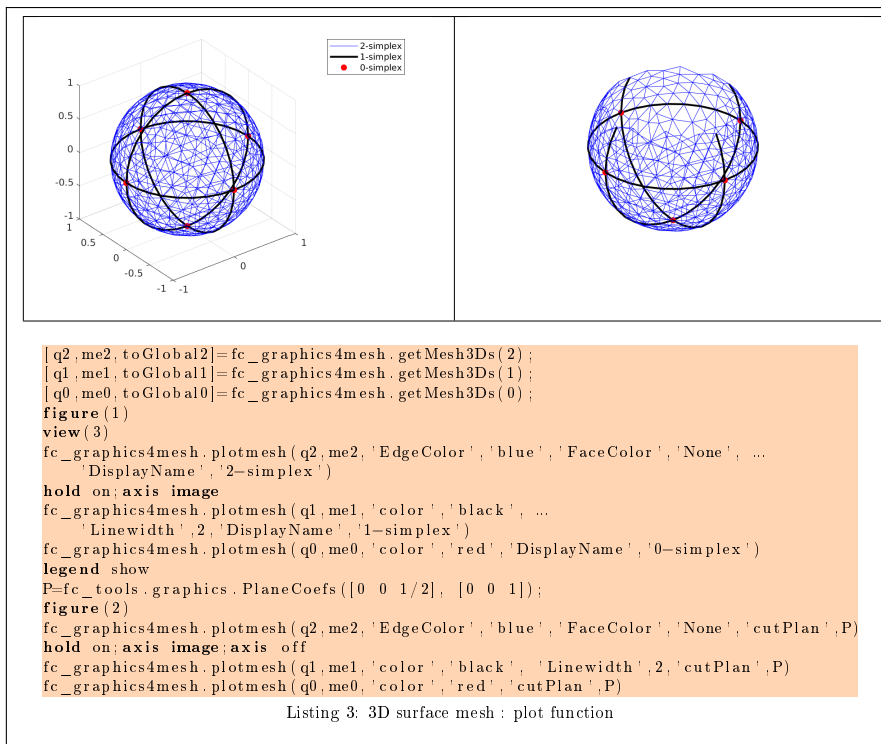 2-simplex
1-simplex
0-simplex
1
0.5
0
-0.5
-1
1
0.5
0
-0.5
-1
-1
0
1
[q2,me2,toGlobal2]=fc_graphics4mesh.getMesh3Ds(2);
[q1,me1,toGlobal1]=fc_graphics4mesh.getMesh3Ds(1);
[q0,me0,toGlobal0]=fc_graphics4mesh.getMesh3Ds(0);
figure(1)
view(3)
fc_graphics4mesh.plotmesh(q2,me2,'EdgeColor','blue','FaceColor','None', ...
'DisplayName','2−simplex')
hold on;axis image
fc_graphics4mesh.plotmesh(q1,me1,'color','black', ...
'Linewidth',2,'DisplayName','1−simplex')
fc_graphics4mesh.plotmesh(q0,me0,'color','red','DisplayName','0−simplex')
legend show
P=fc_tools.graphics.PlaneCoefs([0 0 1/2], [0 0 1]);
figure(2)
fc_graphics4mesh.plotmesh(q2,me2,'EdgeColor','blue','FaceColor','None','cutPlan',P)
hold on;axis image;axis off
fc_graphics4mesh.plotmesh(q1,me1,'color','black', 'Linewidth',2,'cutPlan',P)
fc_graphics4mesh.plotmesh(q0,me0,'color','red','cutPlan',P)
Listing 3: 3D surface mesh : plot function